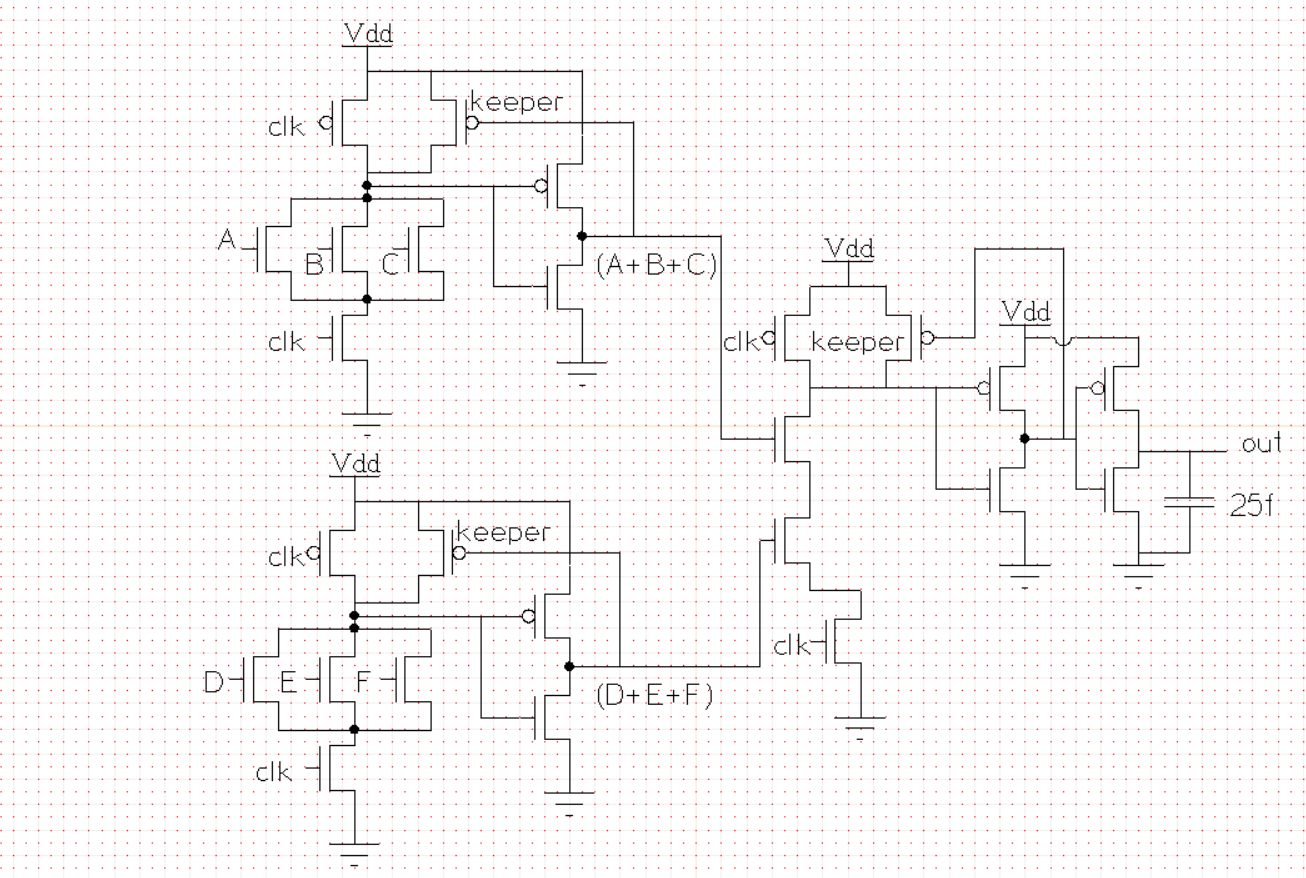 Vdd
clk
keeper
A
B
C
(A+B+C)
clk
Vdd
clk
keeper
Vdd
out
25f
Vdd
clk
keeper
D
E
F
(D+E+F)
clk
clk